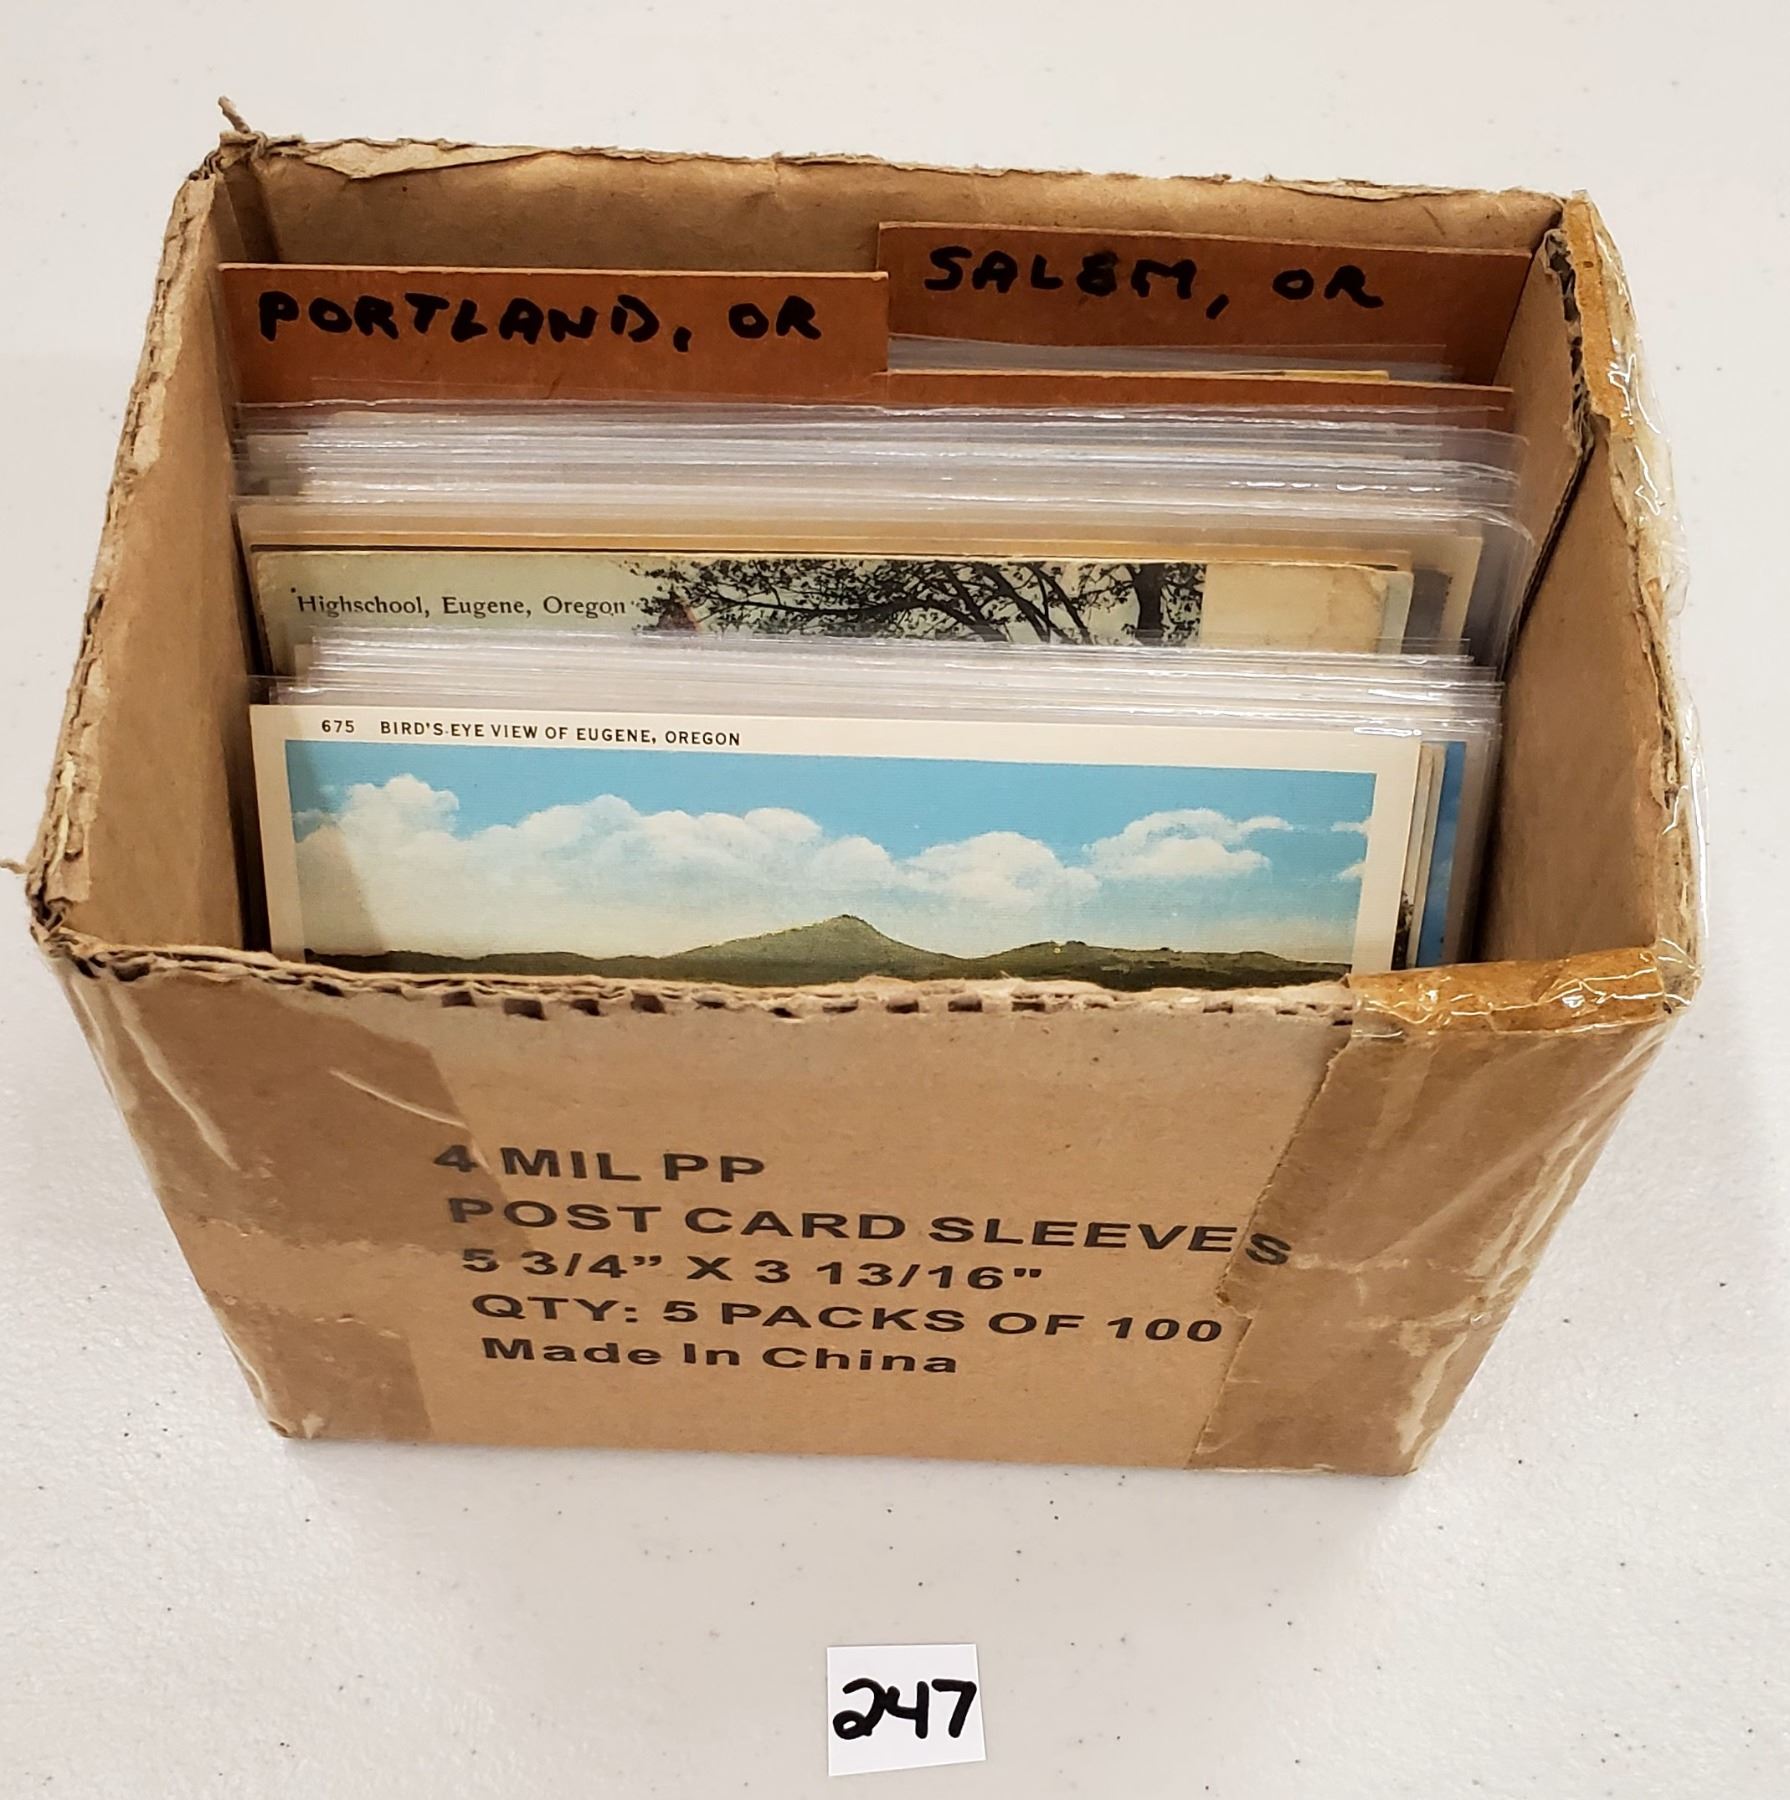 SALEM, OR
PORTLAND, OR
Highschool, Eugene, Oregon
675 BIRD'S-EYE VIEW OF EUGENE, OREGON
4 MIL PP
POST CARD SLEEVES
5 3/4" X 3 13/16"
QTY: 5 PACKS OF 100
Made In China
247